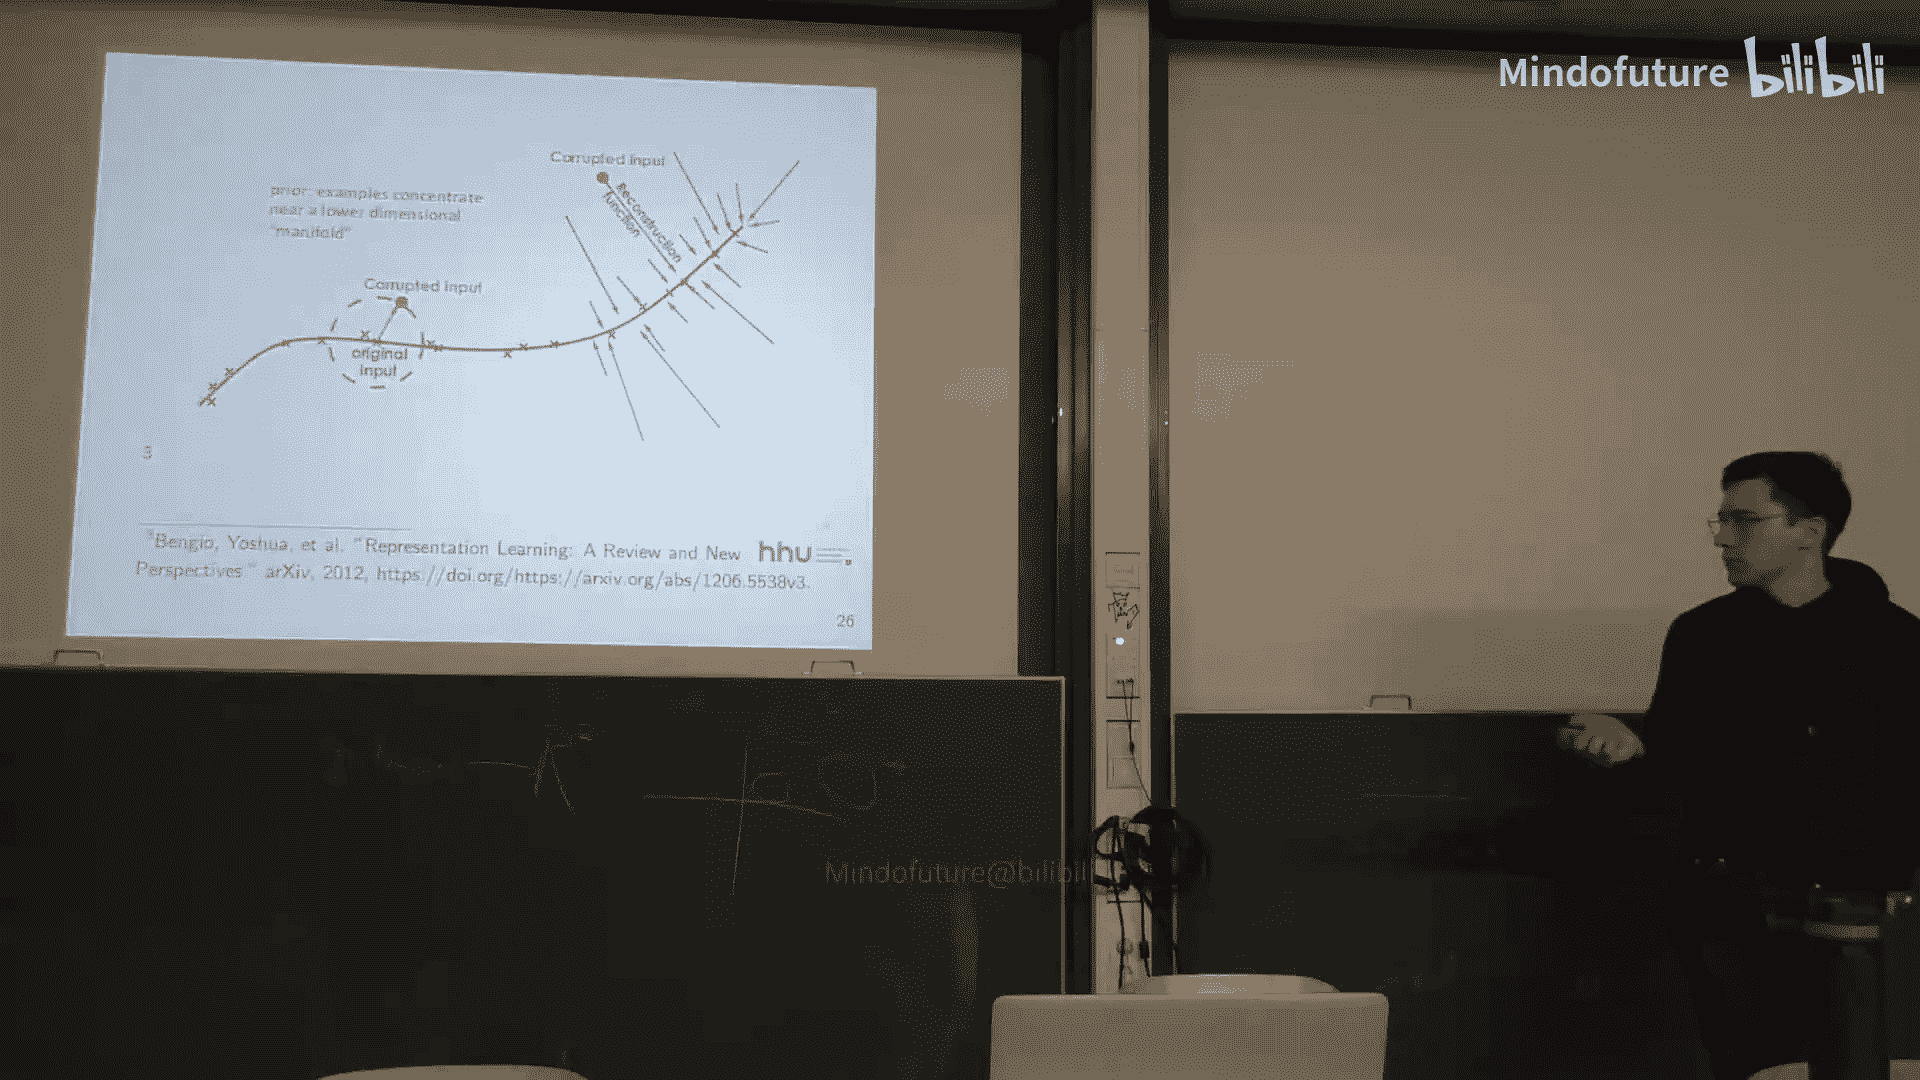 Mindofuture bilibili
Corrupted input
prior: examples concentrate
near a lower dimensional
"manifold"
Reconstruction
function
Corrupted input
original
input
3
3Bengio, Yoshua, et al. "Representation Learning: A Review and New
Perspectives " arXiv, 2012, https://doi.org/https://arxiv.org/abs/1206.5538v3.
hhu
26
Mindofuture@bilibili